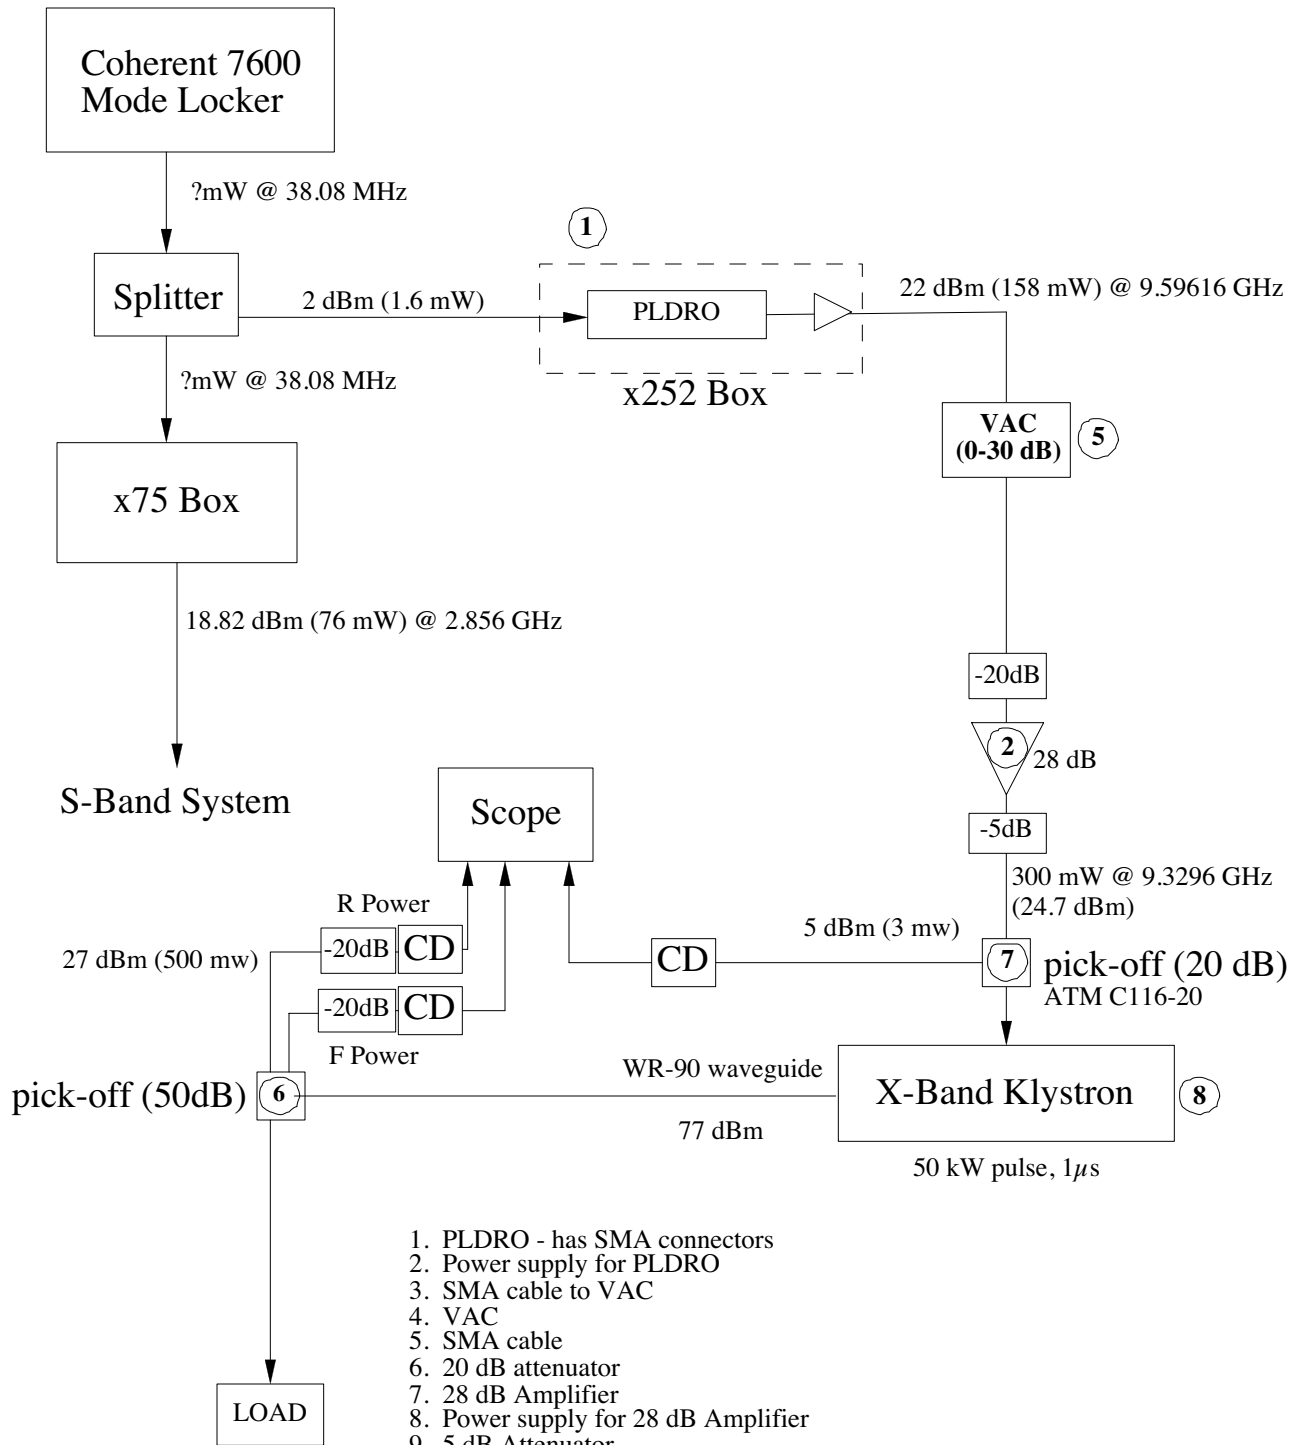 Coherent 7600
Mode Locker
?mW @ 38.08 MHz
1
Splitter
2 dBm (1.6 mW)
PLDRO
22 dBm (158 mW) @ 9.59616 GHz
?mW @ 38.08 MHz
x252 Box
VAC
(0-30 dB)
5
x75 Box
18.82 dBm (76 mW) @ 2.856 GHz
-20dB
2
28 dB
S-Band System
Scope
-5dB
300 mW @ 9.3296 GHz
(24.7 dBm)
R Power
5 dBm (3 mw)
27 dBm (500 mw)
-20dB
CD
CD
7
pick-off (20 dB)
ATM C116-20
-20dB
CD
F Power
WR-90 waveguide
pick-off (50dB)
6
X-Band Klystron
8
77 dBm
50 kW pulse, 1µs
1. PLDRO - has SMA connectors
2. Power supply for PLDRO
3. SMA cable to VAC
4. VAC
5. SMA cable
6. 20 dB attenuator
7. 28 dB Amplifier
8. Power supply for 28 dB Amplifier
9. 5 dB Attenuator
LOAD